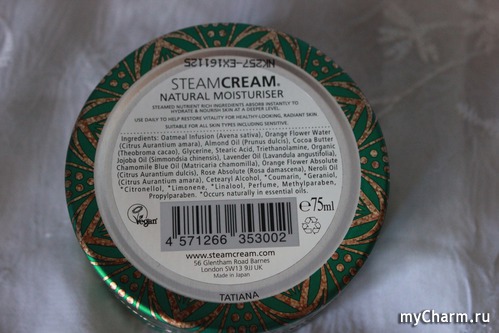 NK257-EX161125
STEAMCREAM.
NATURAL MOISTURISER
STEAMED NUTRIENT RICH INGREDIENTS ABSORB INSTANTLY TO
HYDRATE & NOURISH SKIN AT A DEEPER LEVEL.
USE DAILY TO HELP RESTORE VITALITY FOR HEALTHY-LOOKING, RADIANT SKIN.
SUITABLE FOR ALL SKIN TYPES INCLUDING SENSITIVE.
Ingredients: Oatmeal Infusion (Avena sativa), Orange Flower Water
(Citrus Aurantium amara), Almond Oil (Prunus dulcis), Cocoa Butter
(Theobroma cacao), Glycerine, Stearic Acid, Triethanolamine, Organic
Jojoba Oil (Simmondsia chinensis), Lavender Oil (Lavandula angustifolia),
Chamomile Blue Oil (Matricaria chamomilla), Orange Flower Absolute
(Citrus Aurantium amara), Rose Absolute (Rosa damascena), Neroli Oil
(Citrus Aurantium amara), Cetearyl Alcohol, *Coumarin, *Geraniol,
*Citronellol, *Limonene, *Linalool, Perfume, Methylparaben,
Propylparaben. *Occurs naturally in essential oils.
Vegan
e75ml
4 571266 353002
www.steamcream.com
56 Glentham Road Barnes
London SW13 9JJ UK
Made in Japan
TATIANA
myCharm.ru